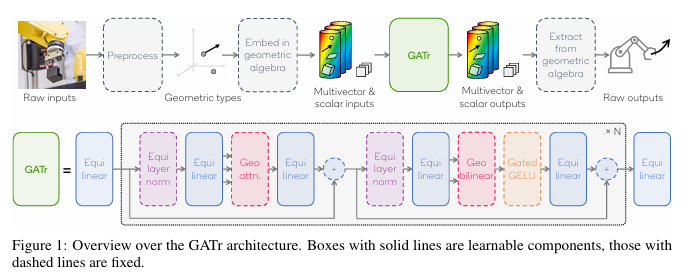 Preprocess
Embed in
geometric
algebra
GATr
Extract
from
geometric
algebra
Raw inputs
Geometric types
Multivector &
scalar inputs
Multivector &
scalar outputs
Raw outputs
× N
GATr
=
Equi
linear
Equi
layer
norm
Equi
linear
Geo
attn.
Equi
linear
+
Equi
layer
norm
Equi
linear
Geo
bilinear
Gated
GELU
Equi
linear
+
Equi
linear
Figure 1: Overview over the GATr architecture. Boxes with solid lines are learnable components, those with
dashed lines are fixed.